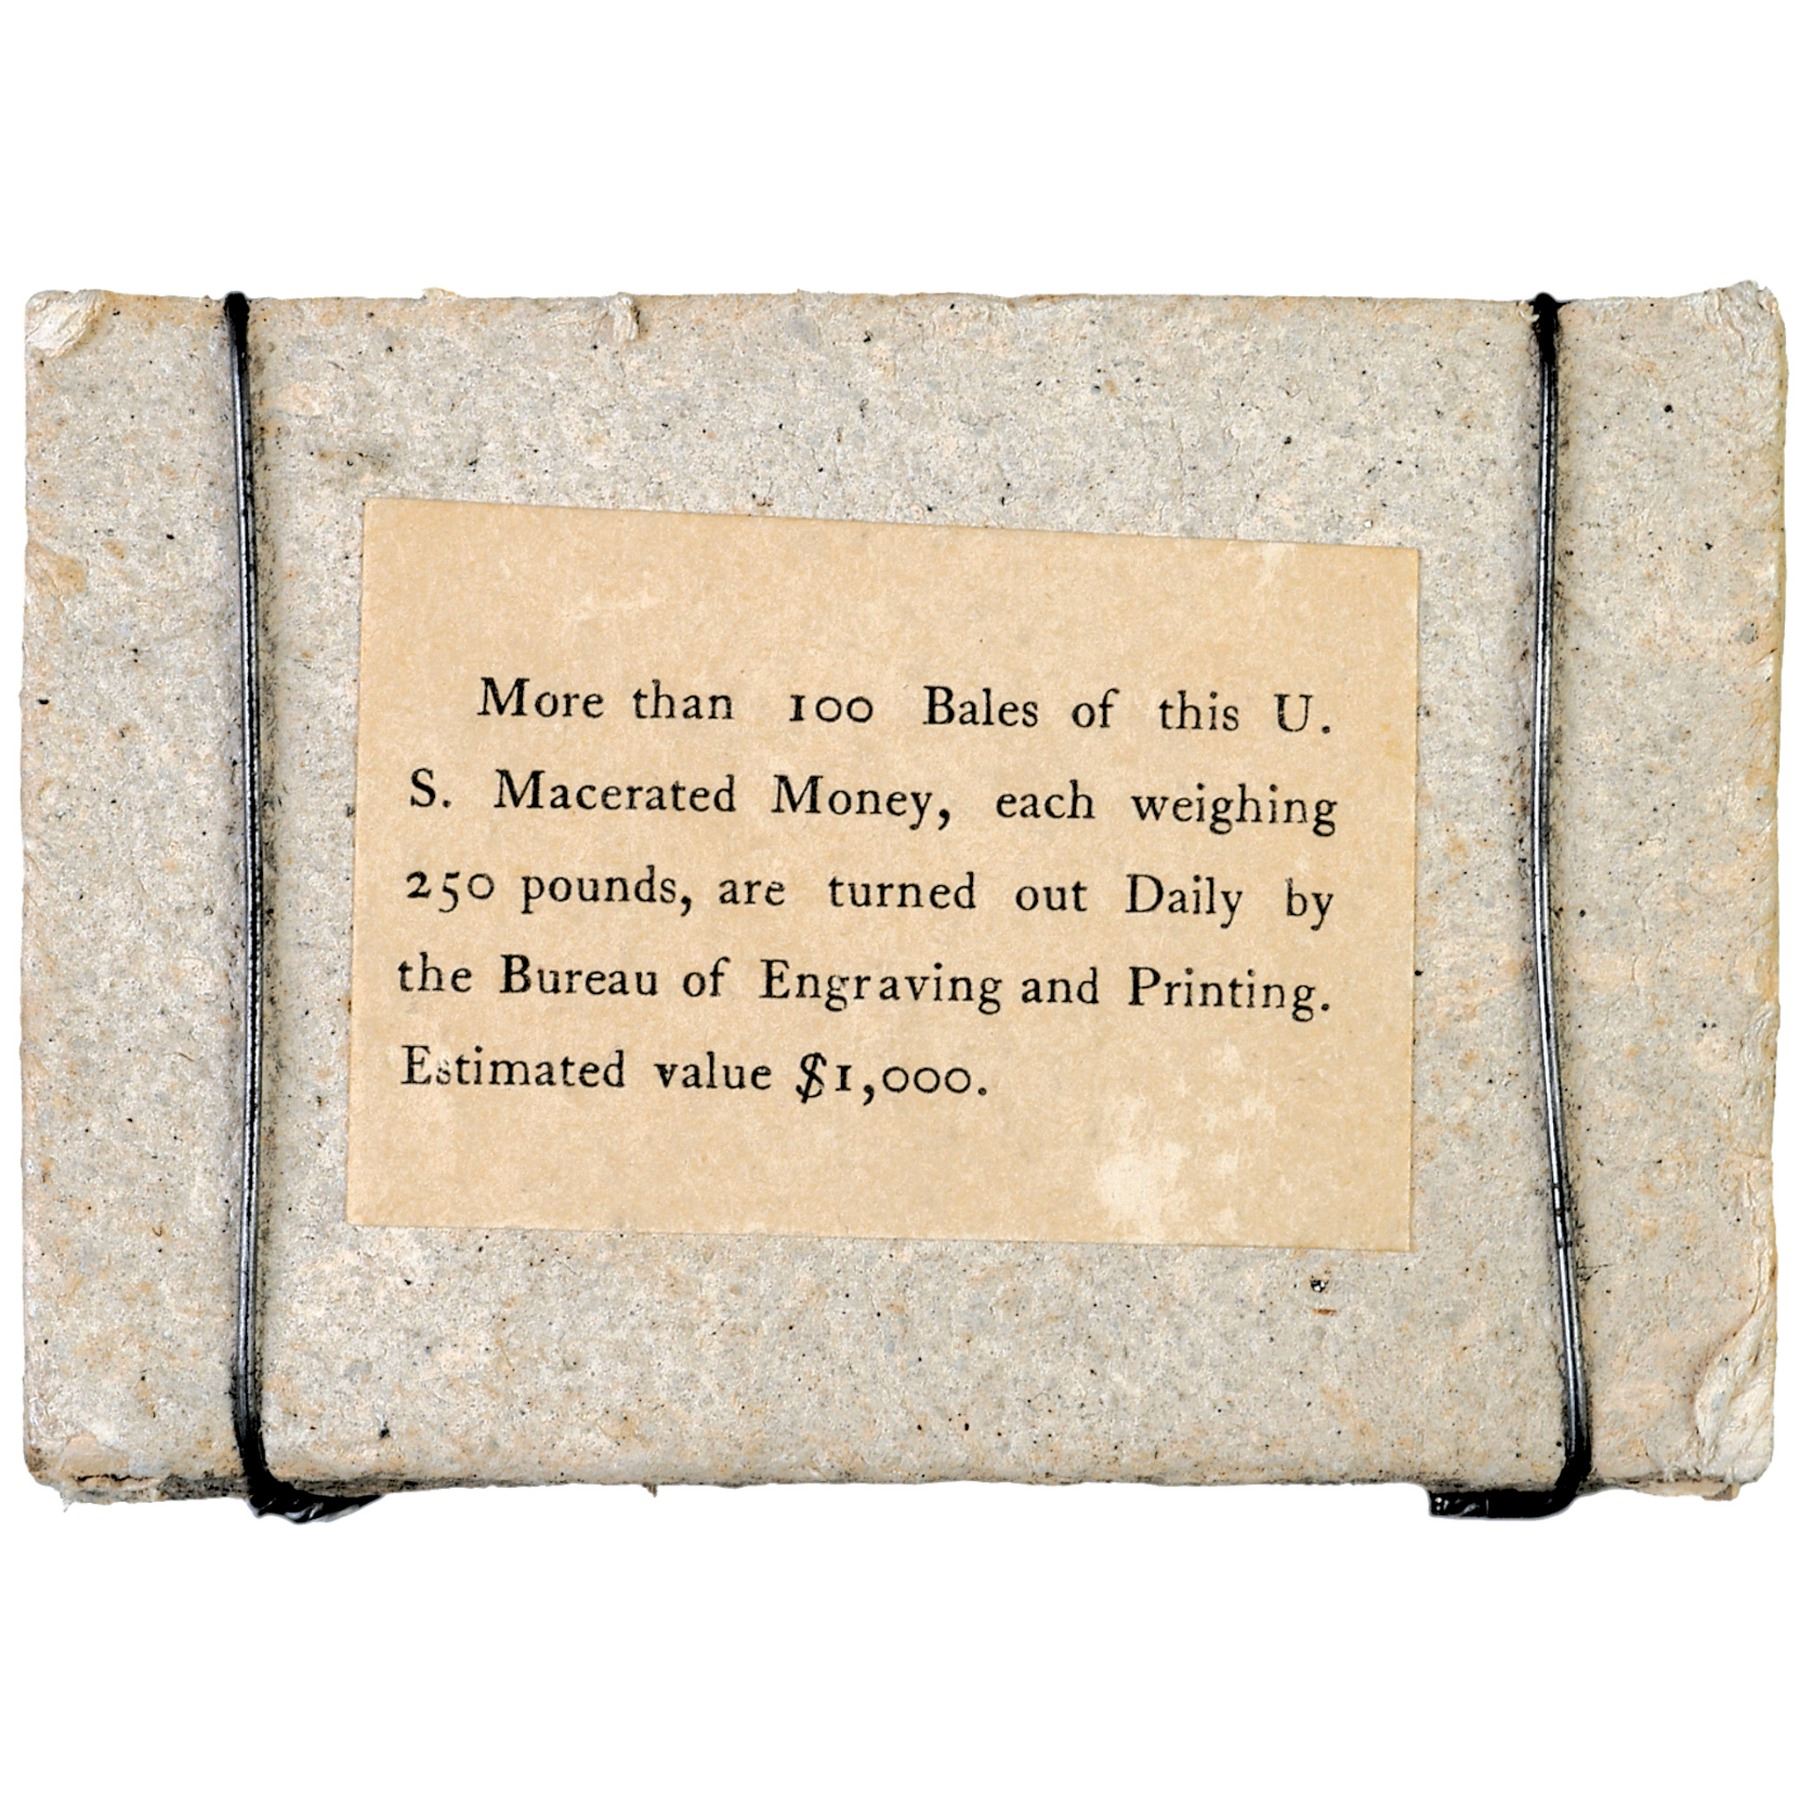 More than 100 Bales of this U.
S. Macerated Money, each weighing
250 pounds, are turned out Daily by
the Bureau of Engraving and Printing.
Estimated value $1,000.